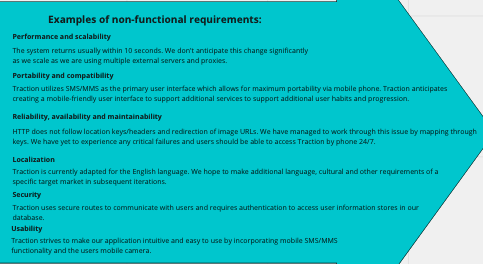 Examples of non-functional requirements:
Performance and scalability
The system returns usually within 10 seconds. We don't anticipate this change significantly
as we scale as we are using multiple external servers and proxies.
Portability and compatibility
Traction utilizes SMS/MMS as the primary user interface which allows for maximum portability via mobile phone. Traction anticipates
creating a mobile-friendly user interface to support additional services to support additional user habits and progression.
Reliability, availability and maintainability
HTTP does not follow location keys/headers and redirection of image URLs. We have managed to work through this issue by mapping through
keys. We have yet to experience any critical failures and users should be able to access Traction by phone 24/7.
Localization
Traction is currently adapted for the English language. We hope to make additional language, cultural and other requirements of a
specific target market in subsequent iterations.
Security
Traction uses secure routes to communicate with users and requires authentication to access user information stores in our
database.
Usability
Traction strives to make our application intuitive and easy to use by incorporating mobile SMS/MMS
functionality and the users mobile camera.